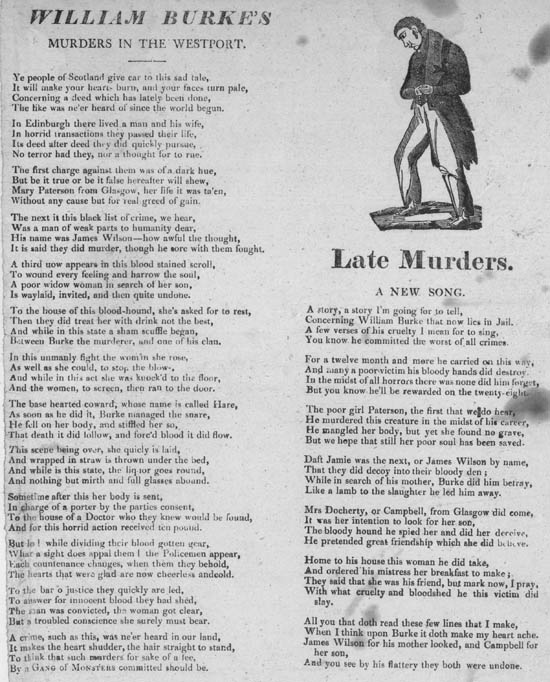 WILLIAM BURKE'S
MURDERS IN THE WESTPORT.
Ye people of Scotland give ear to this sad tale,
It will make your hearts burn, and your faces turn pale,
Concerning a deed which has lately been done,
The like was ne'er heard of since the world begun.
In Edinburgh there lived a man and his wife,
In horrid transactions they passed their life,
Its deed after deed they did quickly pursue,
No terror had they, nor a thought for to rue.
The first charge against them was of a dark hue,
But be it true or be it false hereafter will shew,
Mary Paterson from Glasgow, her life it was ta'en,
Without any cause but for real greed of gain.
The next it this black list of crime, we hear,
Was a man of weak parts to humanity dear,
His name was James Wilson—how awful the thought,
It is said they did murder, though he sore with them fought.
A third now appears in this blood stained scroll,
To wound every feeling and harrow the soul,
A poor widow woman in search of her son,
Is waylaid, invited, and then quite undone.
To the house of this blood-hound, she's asked for to rest,
Then they did treat her with drink not the best,
And while in this state a sham scuffle began,
Between Burke the murderer, and one of his clan.
In this unmanly fight the woman she rose,
As well as she could, to stop the blows,
And while in this act she was knock'd to the floor,
And the women, to screen, then ran to the door.
The base hearted coward, whose name is called Hare,
As soon as he did it, Burke managed the snare,
He fell on her body, and stiffled her so,
That death it did follow, and forc'd blood it did flow.
This scene being over, she quicly is laid,
And wrapped in straw is thrown under the bed,
And while is this state, the liquor goes round,
And nothing but mirth and full glasses abound.
Sometime after this her body is sent,
In charge of a porter by the parties consent,
To the house of a Doctor who they knew would be found,
And for this horrid action received ten pound.
But lo! while dividing their blood gotten gear,
What a sight does appal them! the Policemen appear,
Each countenance changes, when them they behold,
The hearts that were glad are now cheerless and cold.
To the bar o justice they quickly are led,
To answer for innocent blood they had shed,
The man was convicted, the woman got clear,
But a troubled conscience she surely must bear.
A crime, such as this, was ne'er heard in our land,
It makes the heart shudder, the hair straight to stand,
To think that such murders for sake of a fee,
By a GANG OF MONSTERS committed should be.
Late Murders.
A NEW SONG.
A story, a story I'm going to tell,
Concerning William Burke that now lies in Jail.
A few verses of his cruelty I mean for to sing,
You know he committed the worst of all crimes.
For a twelve month and more he carried on this way,
And many a poor victim his bloody hands did destroy.
In the midst of all horrors there was none did him forget,
But you know he'll be rewarded on the twenty-eight.
The poor girl Paterson, the first that we do hear,
He murdered this creature in the midst of his career,
He mangled her body, but yet she found no grave,
But we hope that still her poor soul has been saved.
Daft Jamie was the next, or James Wilson by name,
That they did decoy into their bloody den;
While in search of his mother, Burke did him betray,
Like a lamb to the slaughter he led him away.
Mrs Docherty, or Campbell, from Glasgow did come,
It was her intention to look for her son,
The bloody hound he spied her and did her deceive,
He pretended great friendship which she did believe.
Home to his house this woman he did take,
And ordered his mistress her breakfast to make;
They said that she was his friend, but mark now, I pray,
With what cruelty and bloodshed he this victim did
slay.
All you that doth read these few lines that I make,
When I think upon Burke it doth make my heart ache.
James Wilson for his mother looked, and Campbell for
her son,
And you see by his flattery they both were undone.